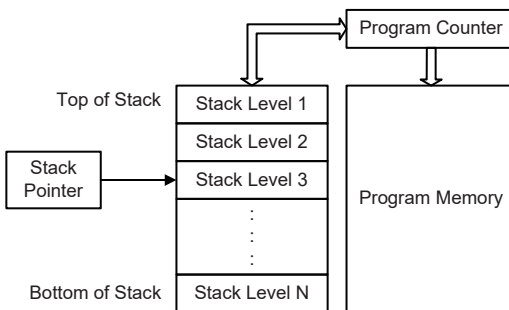 Program Counter
Top of Stack
Stack Level 1
Stack Level 2
Stack
Pointer
Stack Level 3
Program Memory
:
:
:
Bottom of Stack
Stack Level N